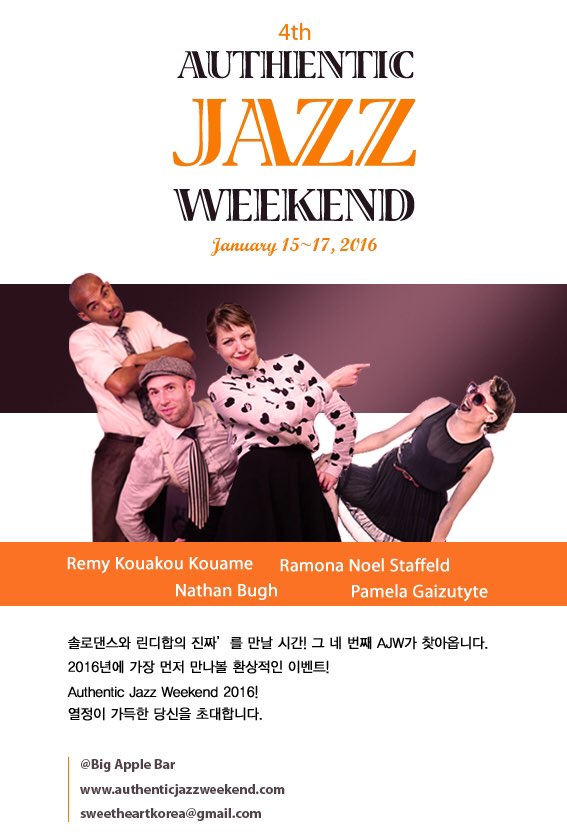 4th
AUTHENTIC
JAZZ
WEEKEND
January 15~17, 2016
Remy Kouakou Kouame Ramona Noel Staffeld
Nathan Bugh Pamela Gaizutyte
솔로댄스와 린디합의 진짜’ 를 만날 시간! 그 네 번째 AJW가 찾아옵니다.
2016년에 가장 먼저 만나볼 환상적인 이벤트!
Authentic Jazz Weekend 2016!
열정이 가득한 당신을 초대합니다.
@Big Apple Bar
www.authenticjazzweekend.com
sweetheartkorea@gmail.com